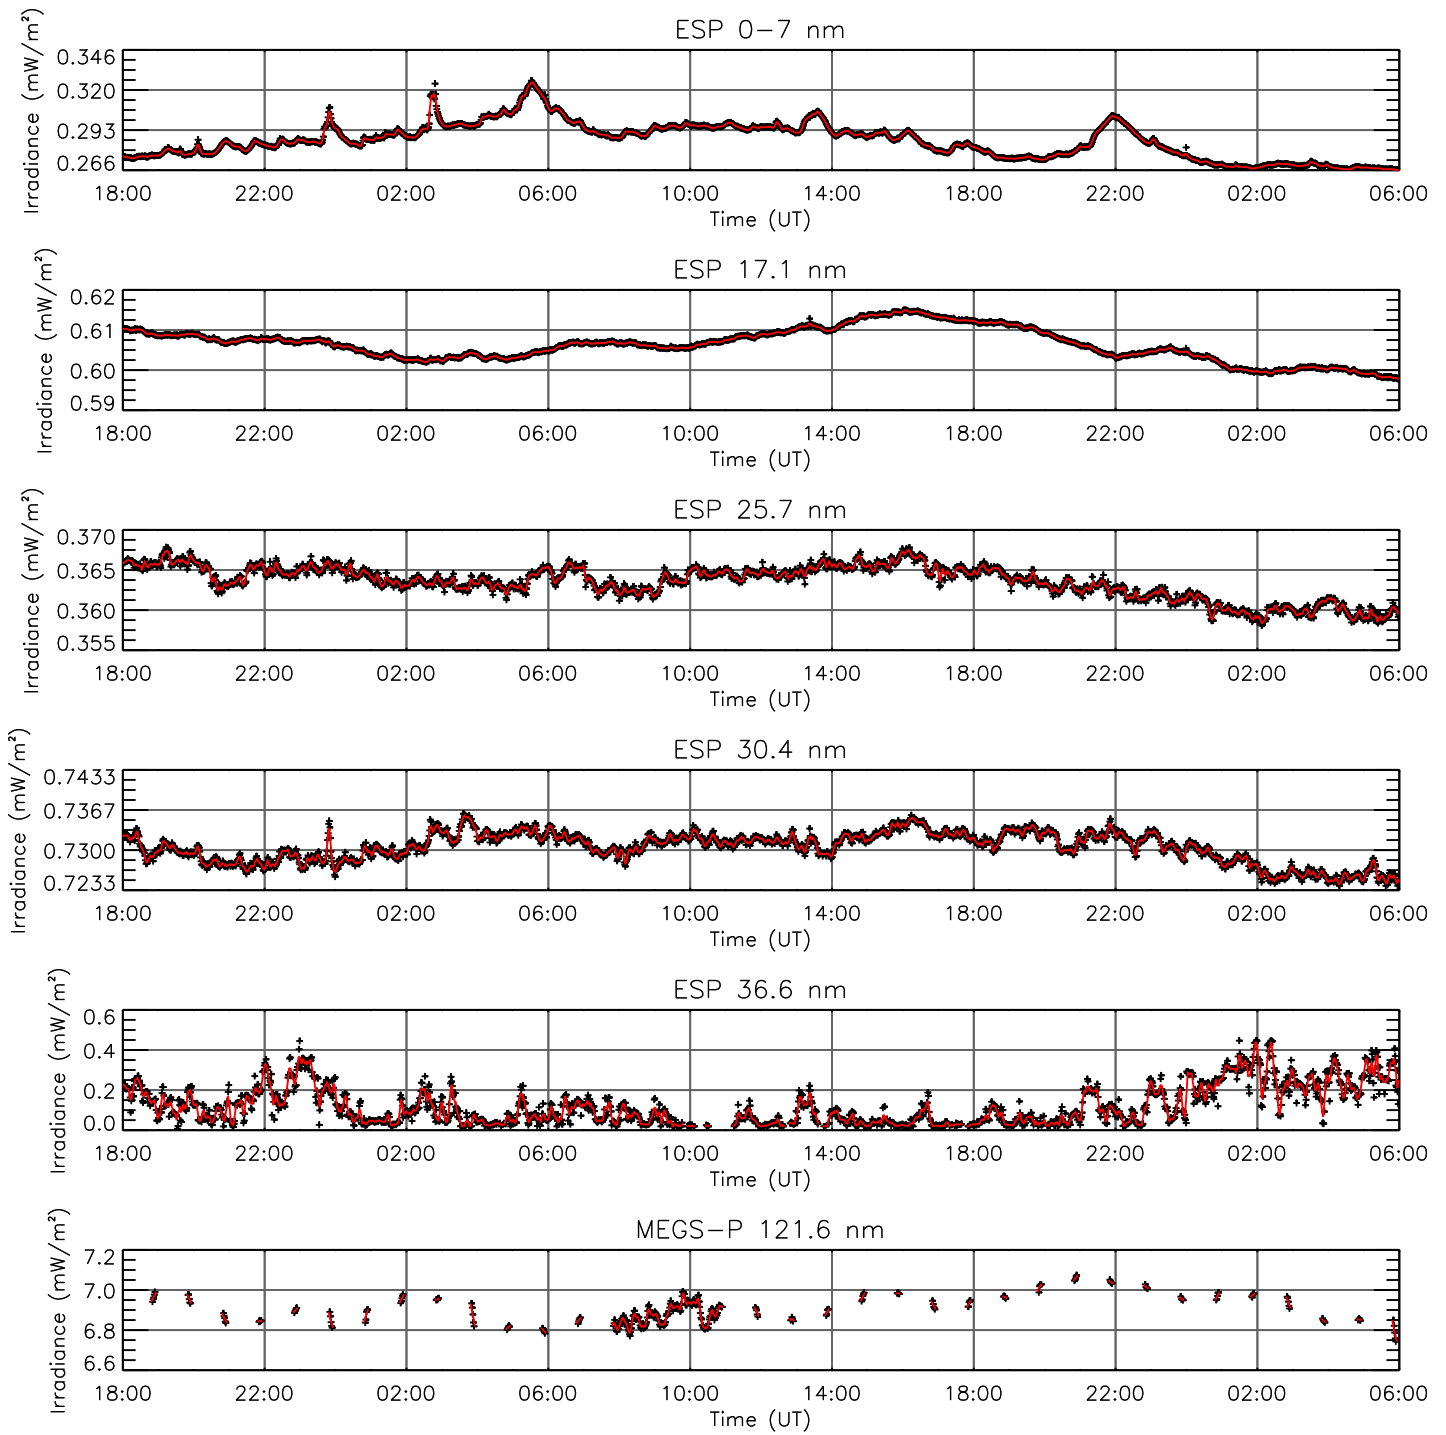 ESP 0-7 nm
Irradiance (mW/m²)
0.346
0.320
0.293
0.266
18:00 22:00 02:00 06:00 10:00 14:00 18:00 22:00 02:00 06:00
Time (UT)
ESP 17.1 nm
Irradiance (mW/m²)
0.62
0.61
0.60
0.59
18:00 22:00 02:00 06:00 10:00 14:00 18:00 22:00 02:00 06:00
Time (UT)
ESP 25.7 nm
Irradiance (mW/m²)
0.370
0.365
0.360
0.355
18:00 22:00 02:00 06:00 10:00 14:00 18:00 22:00 02:00 06:00
Time (UT)
ESP 30.4 nm
Irradiance (mW/m²)
0.7433
0.7367
0.7300
0.7233
18:00 22:00 02:00 06:00 10:00 14:00 18:00 22:00 02:00 06:00
Time (UT)
ESP 36.6 nm
Irradiance (mW/m²)
0.6
0.4
0.2
0.0
18:00 22:00 02:00 06:00 10:00 14:00 18:00 22:00 02:00 06:00
Time (UT)
MEGS-P 121.6 nm
Irradiance (mW/m²)
7.2
7.0
6.8
6.6
18:00 22:00 02:00 06:00 10:00 14:00 18:00 22:00 02:00 06:00
Time (UT)